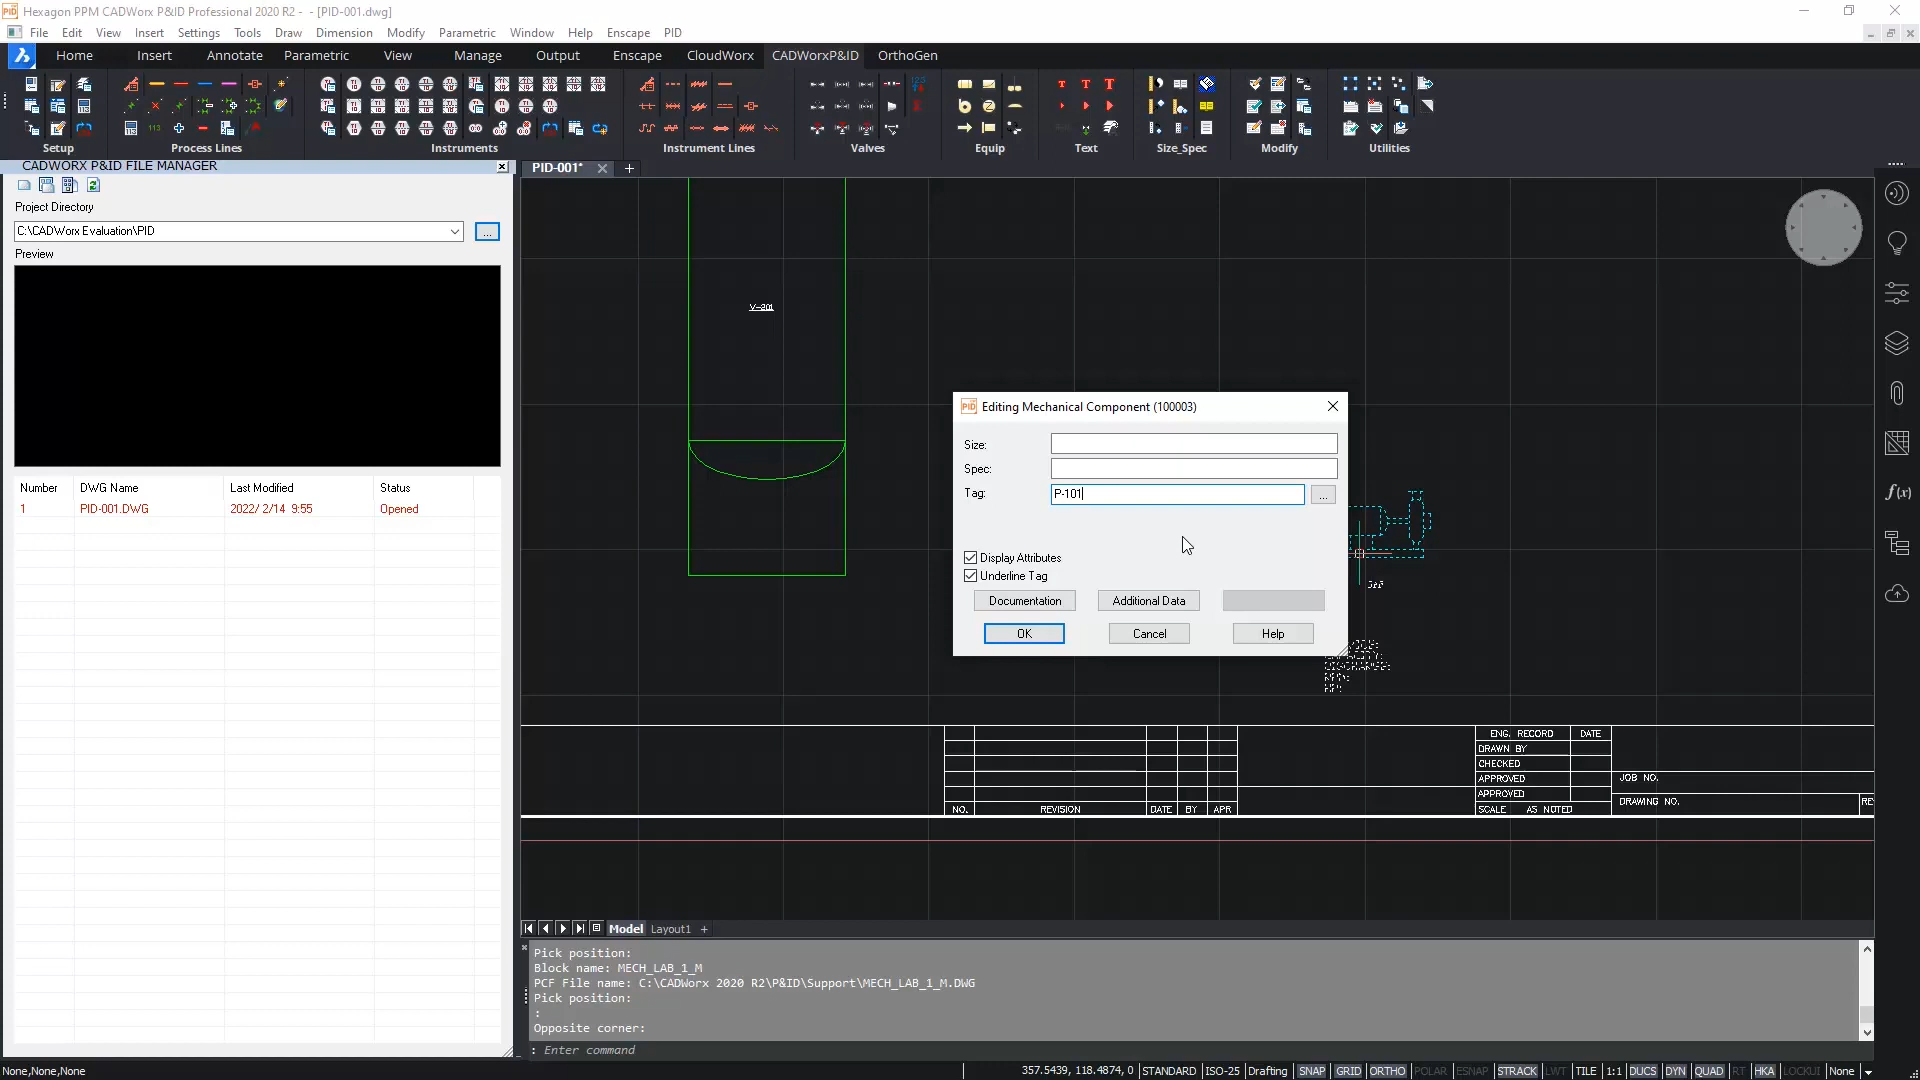 Hexagon PPM CADWorx P&ID Professional 2020 R2 - - [PID-001.dwg]
File Edit View Insert Settings Tools Draw Dimension Modify Parametric Window Help Enscape PID
Home Insert Annotate Parametric View Manage Output Enscape CloudWorx CADWorxP&ID OrthoGen
Setup Process Lines Instruments Instrument Lines Valves Equip Text Size_Spec Modify Utilities
CADWORX P&ID FILE MANAGER
PID-001*
Project Directory
C:\CADWorx Evaluation\PID
...
Preview
Number DWG Name Last Modified Status
1 PID-001.DWG 2022/ 2/14 9:55 Opened
Editing Mechanical Component (100003)
Size:
Spec:
Tag: P-101 ...
Display Attributes
Underline Tag
Documentation Additional Data
OK Cancel Help
ENG. RECORD DATE
DRAWN BY
CHECKED
APPROVED
APPROVED
SCALE AS NOTED
JOB NO.
DRAWING NO.
NO. REVISION DATE BY APR
Model Layout1 +
Pick position:
Block name: MECH_LAB_1_M
PCF File name: C:\CADWorx 2020 R2\P&ID\Support\MECH_LAB_1_M.DWG
Pick position:
:
Opposite corner:
: Enter command
None,None,None
357.5439, 118.4874, 0 STANDARD ISO-25 Drafting SNAP GRID ORTHO POLAR ESNAP STRACK LWT TILE 1:1 DUCS DYN QUAD RT HKA LOCKUI None